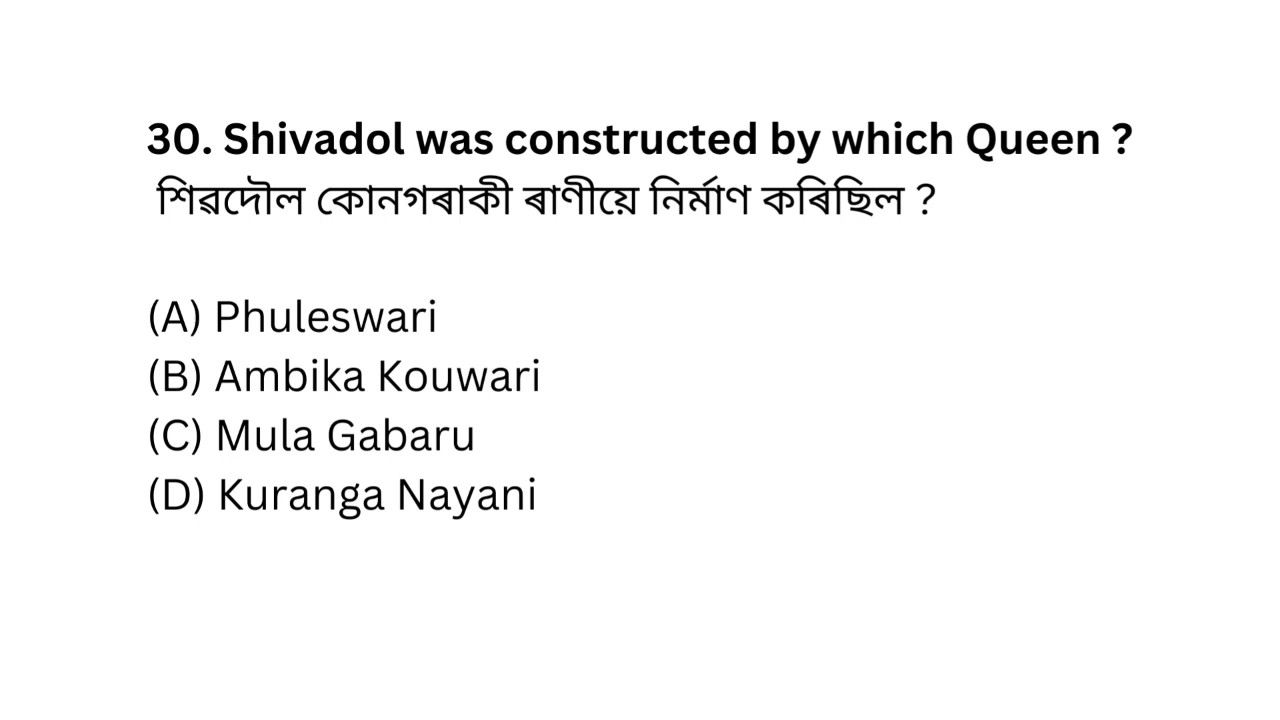 30. Shivadol was constructed by which Queen ?
শিৱদৌল কোনগৰাকী ৰাণীয়ে নিৰ্মাণ কৰিছিল ?
(A) Phuleswari
(B) Ambika Kouwari
(C) Mula Gabaru
(D) Kuranga Nayani